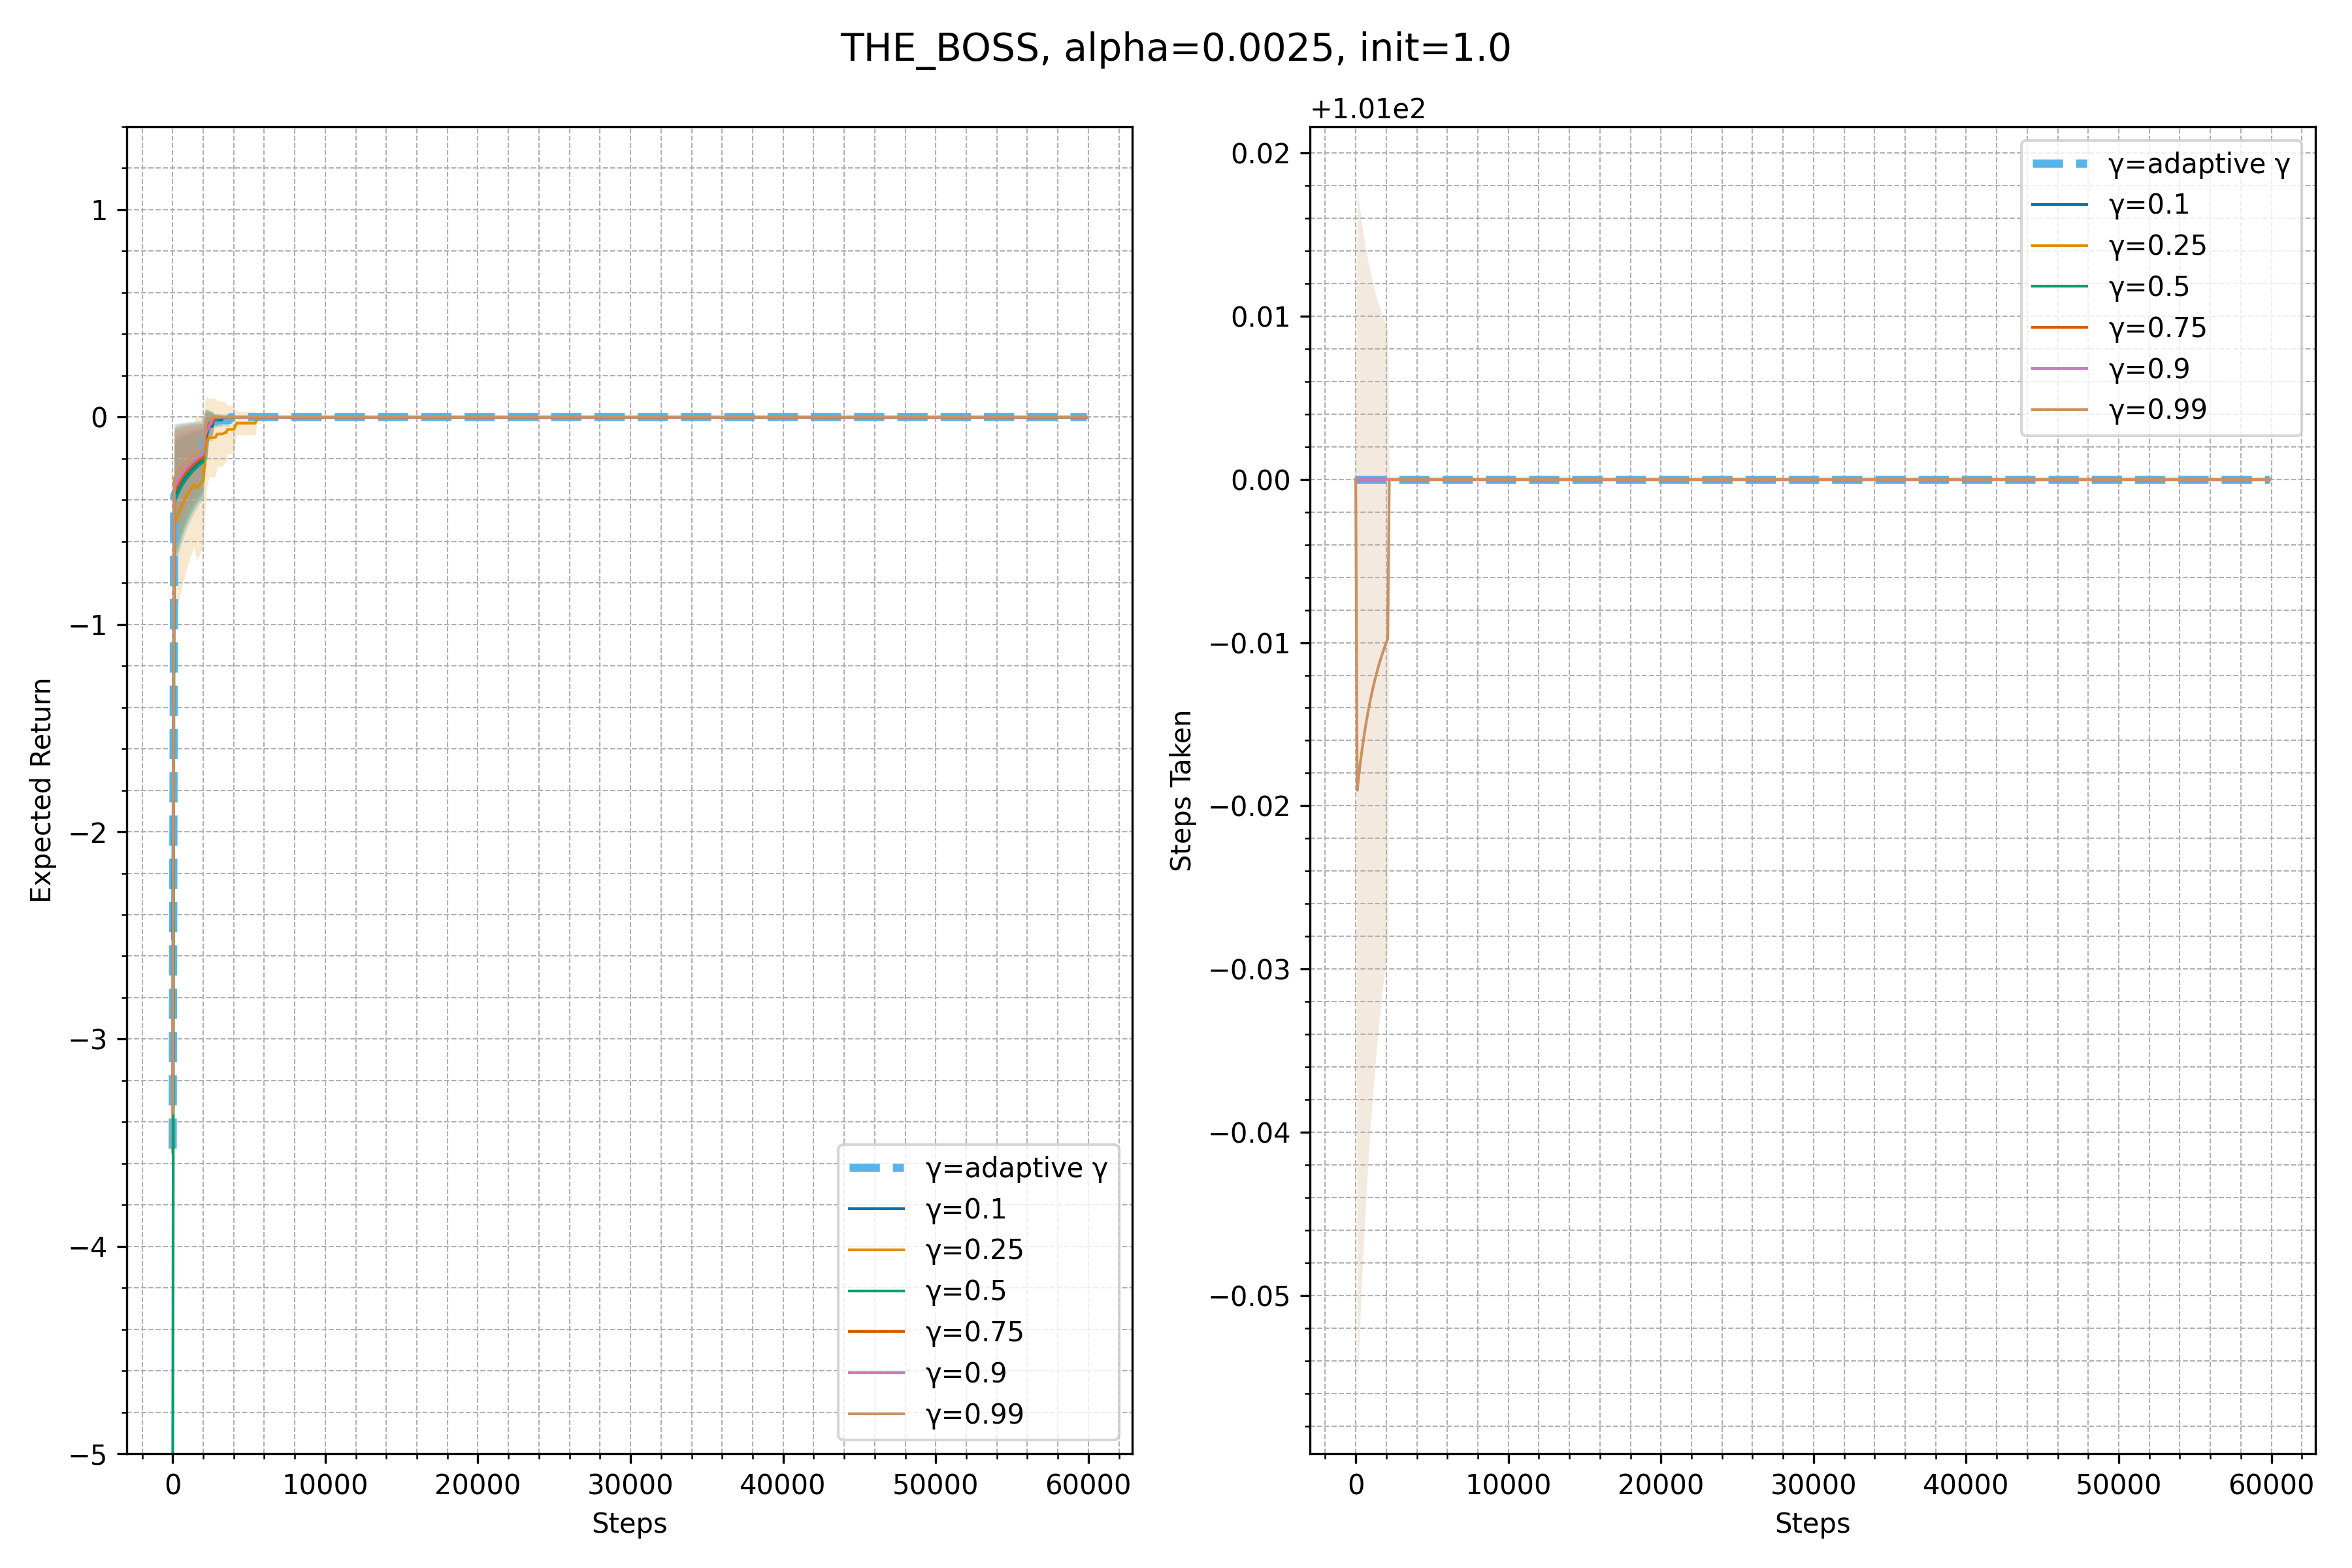 THE_BOSS, alpha=0.0025, init=1.0
Expected Return
1
0
−1
−2
−3
−4
−5
0
10000
20000
30000
40000
50000
60000
Steps
γ=adaptive γ
γ=0.1
γ=0.25
γ=0.5
γ=0.75
γ=0.9
γ=0.99
+1.01e2
Steps Taken
0.02
0.01
0.00
−0.01
−0.02
−0.03
−0.04
−0.05
0
10000
20000
30000
40000
50000
60000
Steps
γ=adaptive γ
γ=0.1
γ=0.25
γ=0.5
γ=0.75
γ=0.9
γ=0.99